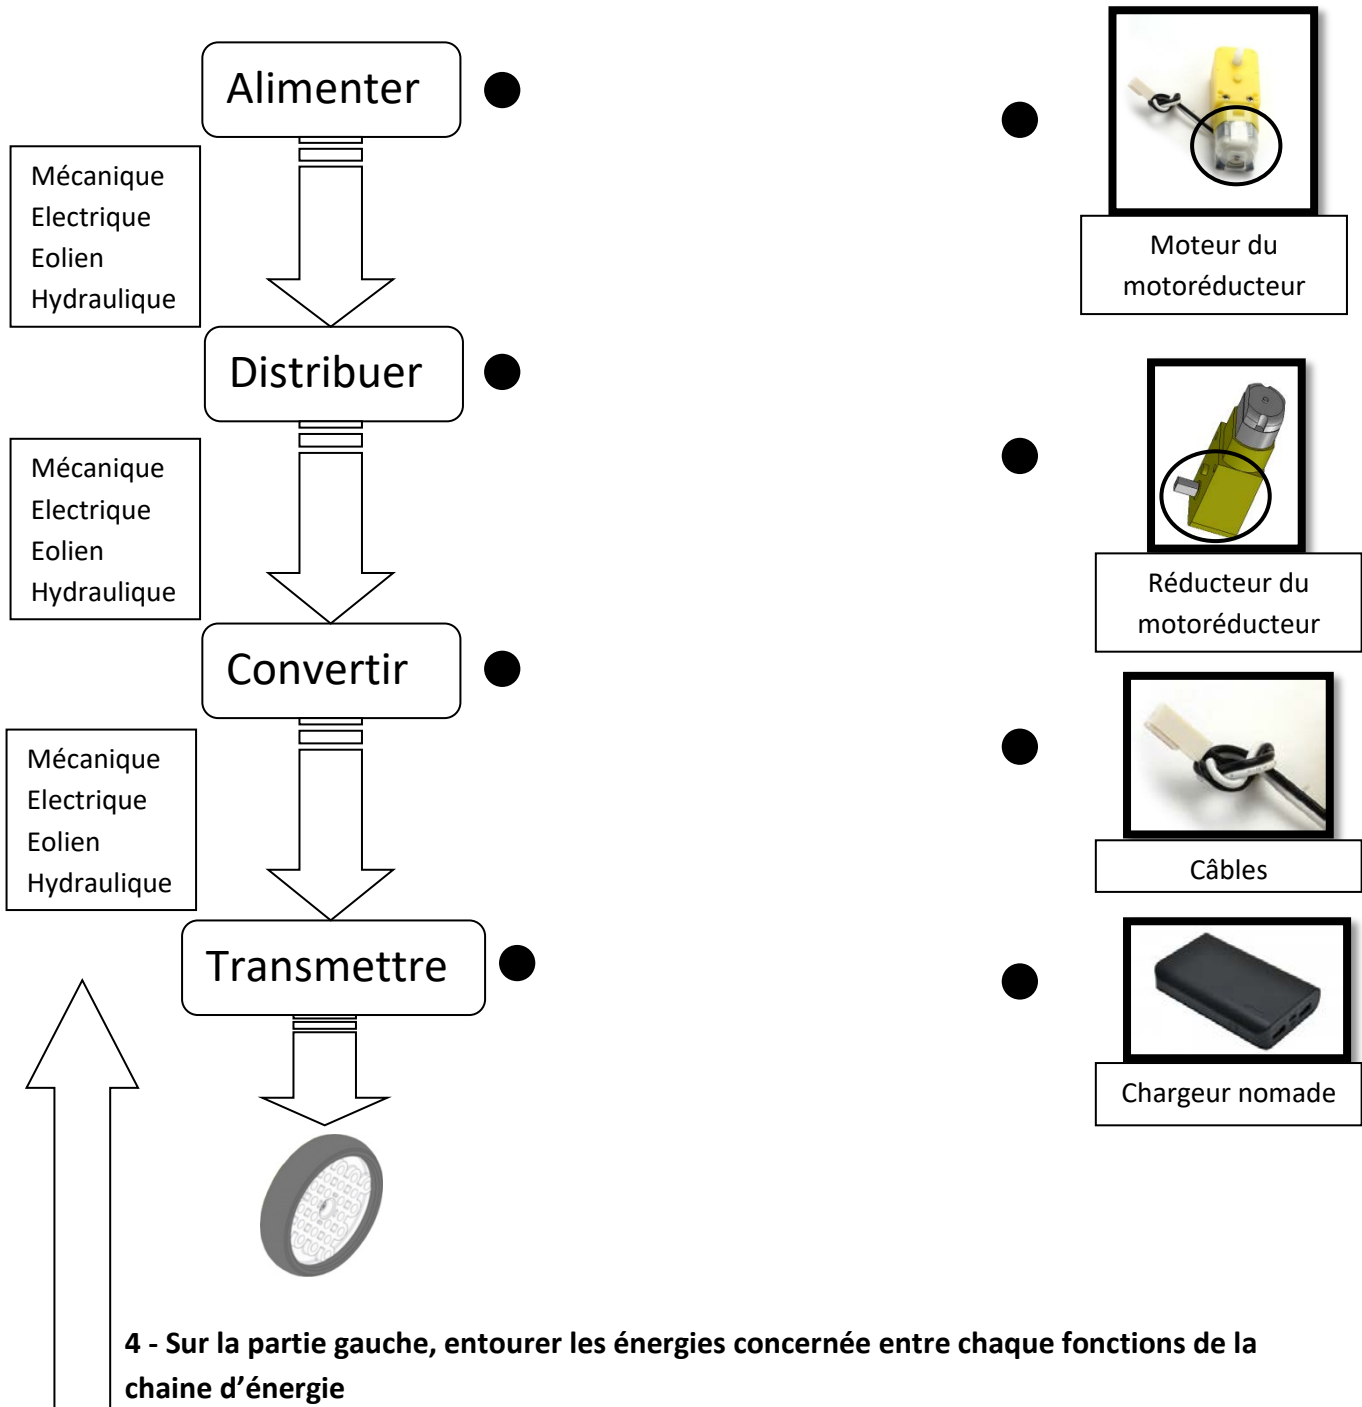 Alimenter
Mécanique
Electrique
Eolien
Hydraulique
Distribuer
Mécanique
Electrique
Eolien
Hydraulique
Convertir
Mécanique
Electrique
Eolien
Hydraulique
Transmettre
Moteur du
motoréducteur
Réducteur du
motoréducteur
Câbles
Chargeur nomade
4 - Sur la partie gauche, entourer les énergies concernée entre chaque fonctions de la
chaine d’énergie